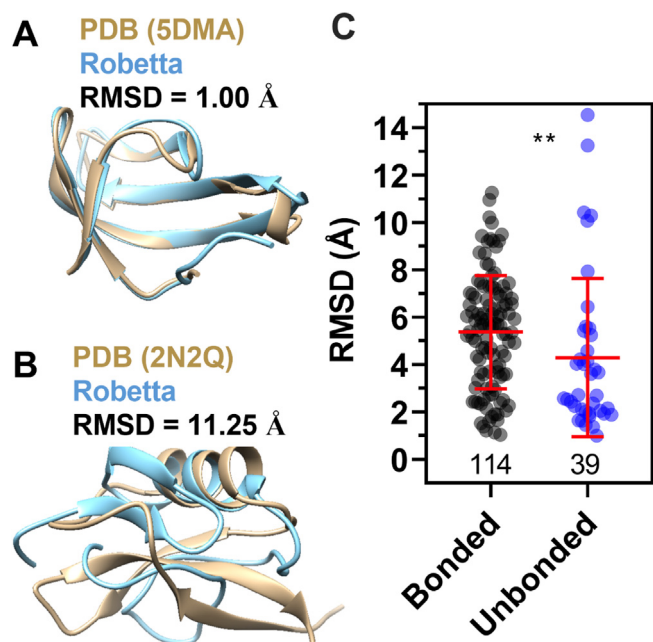 A
PDB (5DMA)
Robetta
RMSD = 1.00 Å
B
PDB (2N2Q)
Robetta
RMSD = 11.25 Å
C
RMSD (Å)
14
12
10
8
6
4
2
0
**
114
39
Bonded
Unbonded